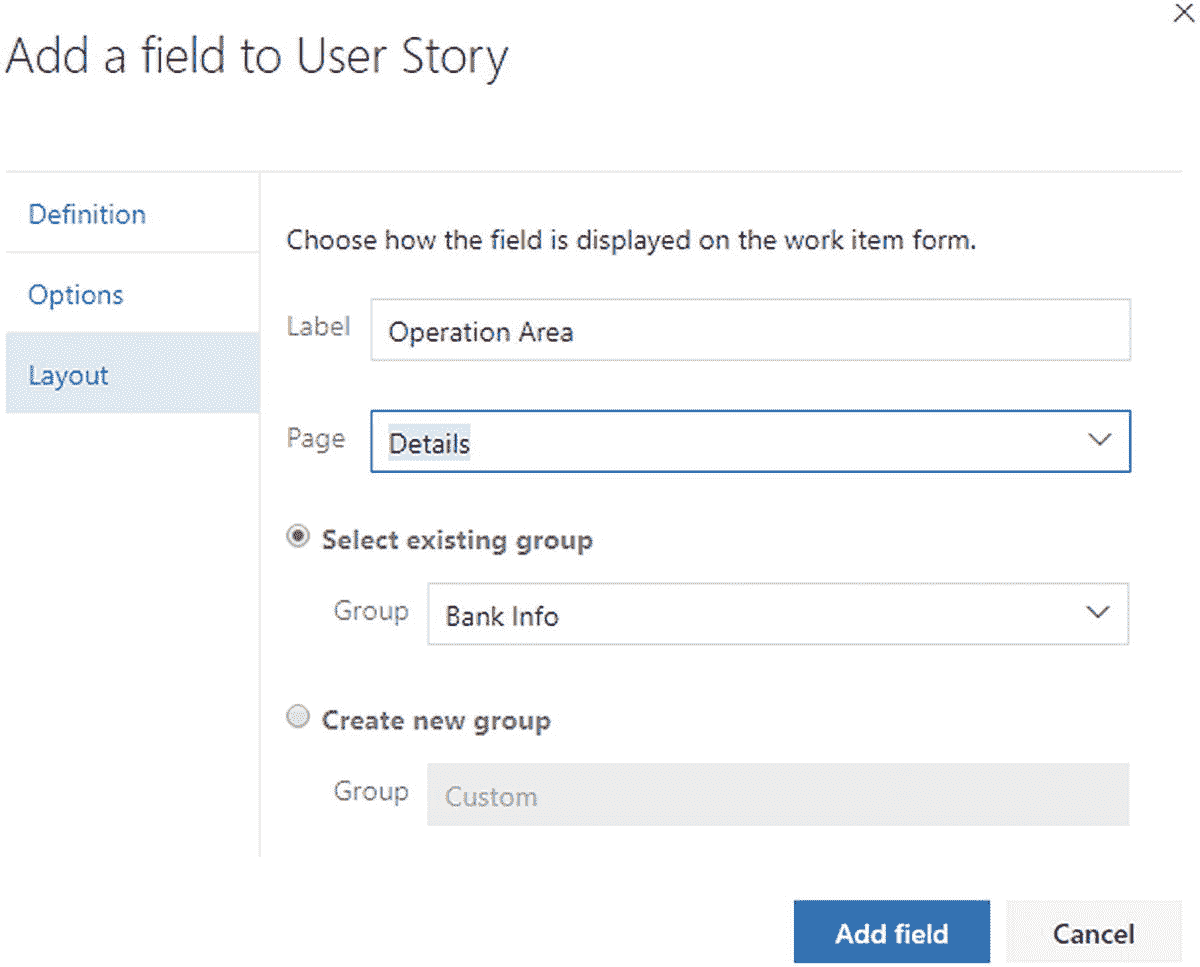 Add a field to User Story
Definition
Options
Layout
Choose how the field is displayed on the work item form.
Label Operation Area
Page Details
Select existing group
Group Bank Info
Create new group
Group Custom
Add field Cancel